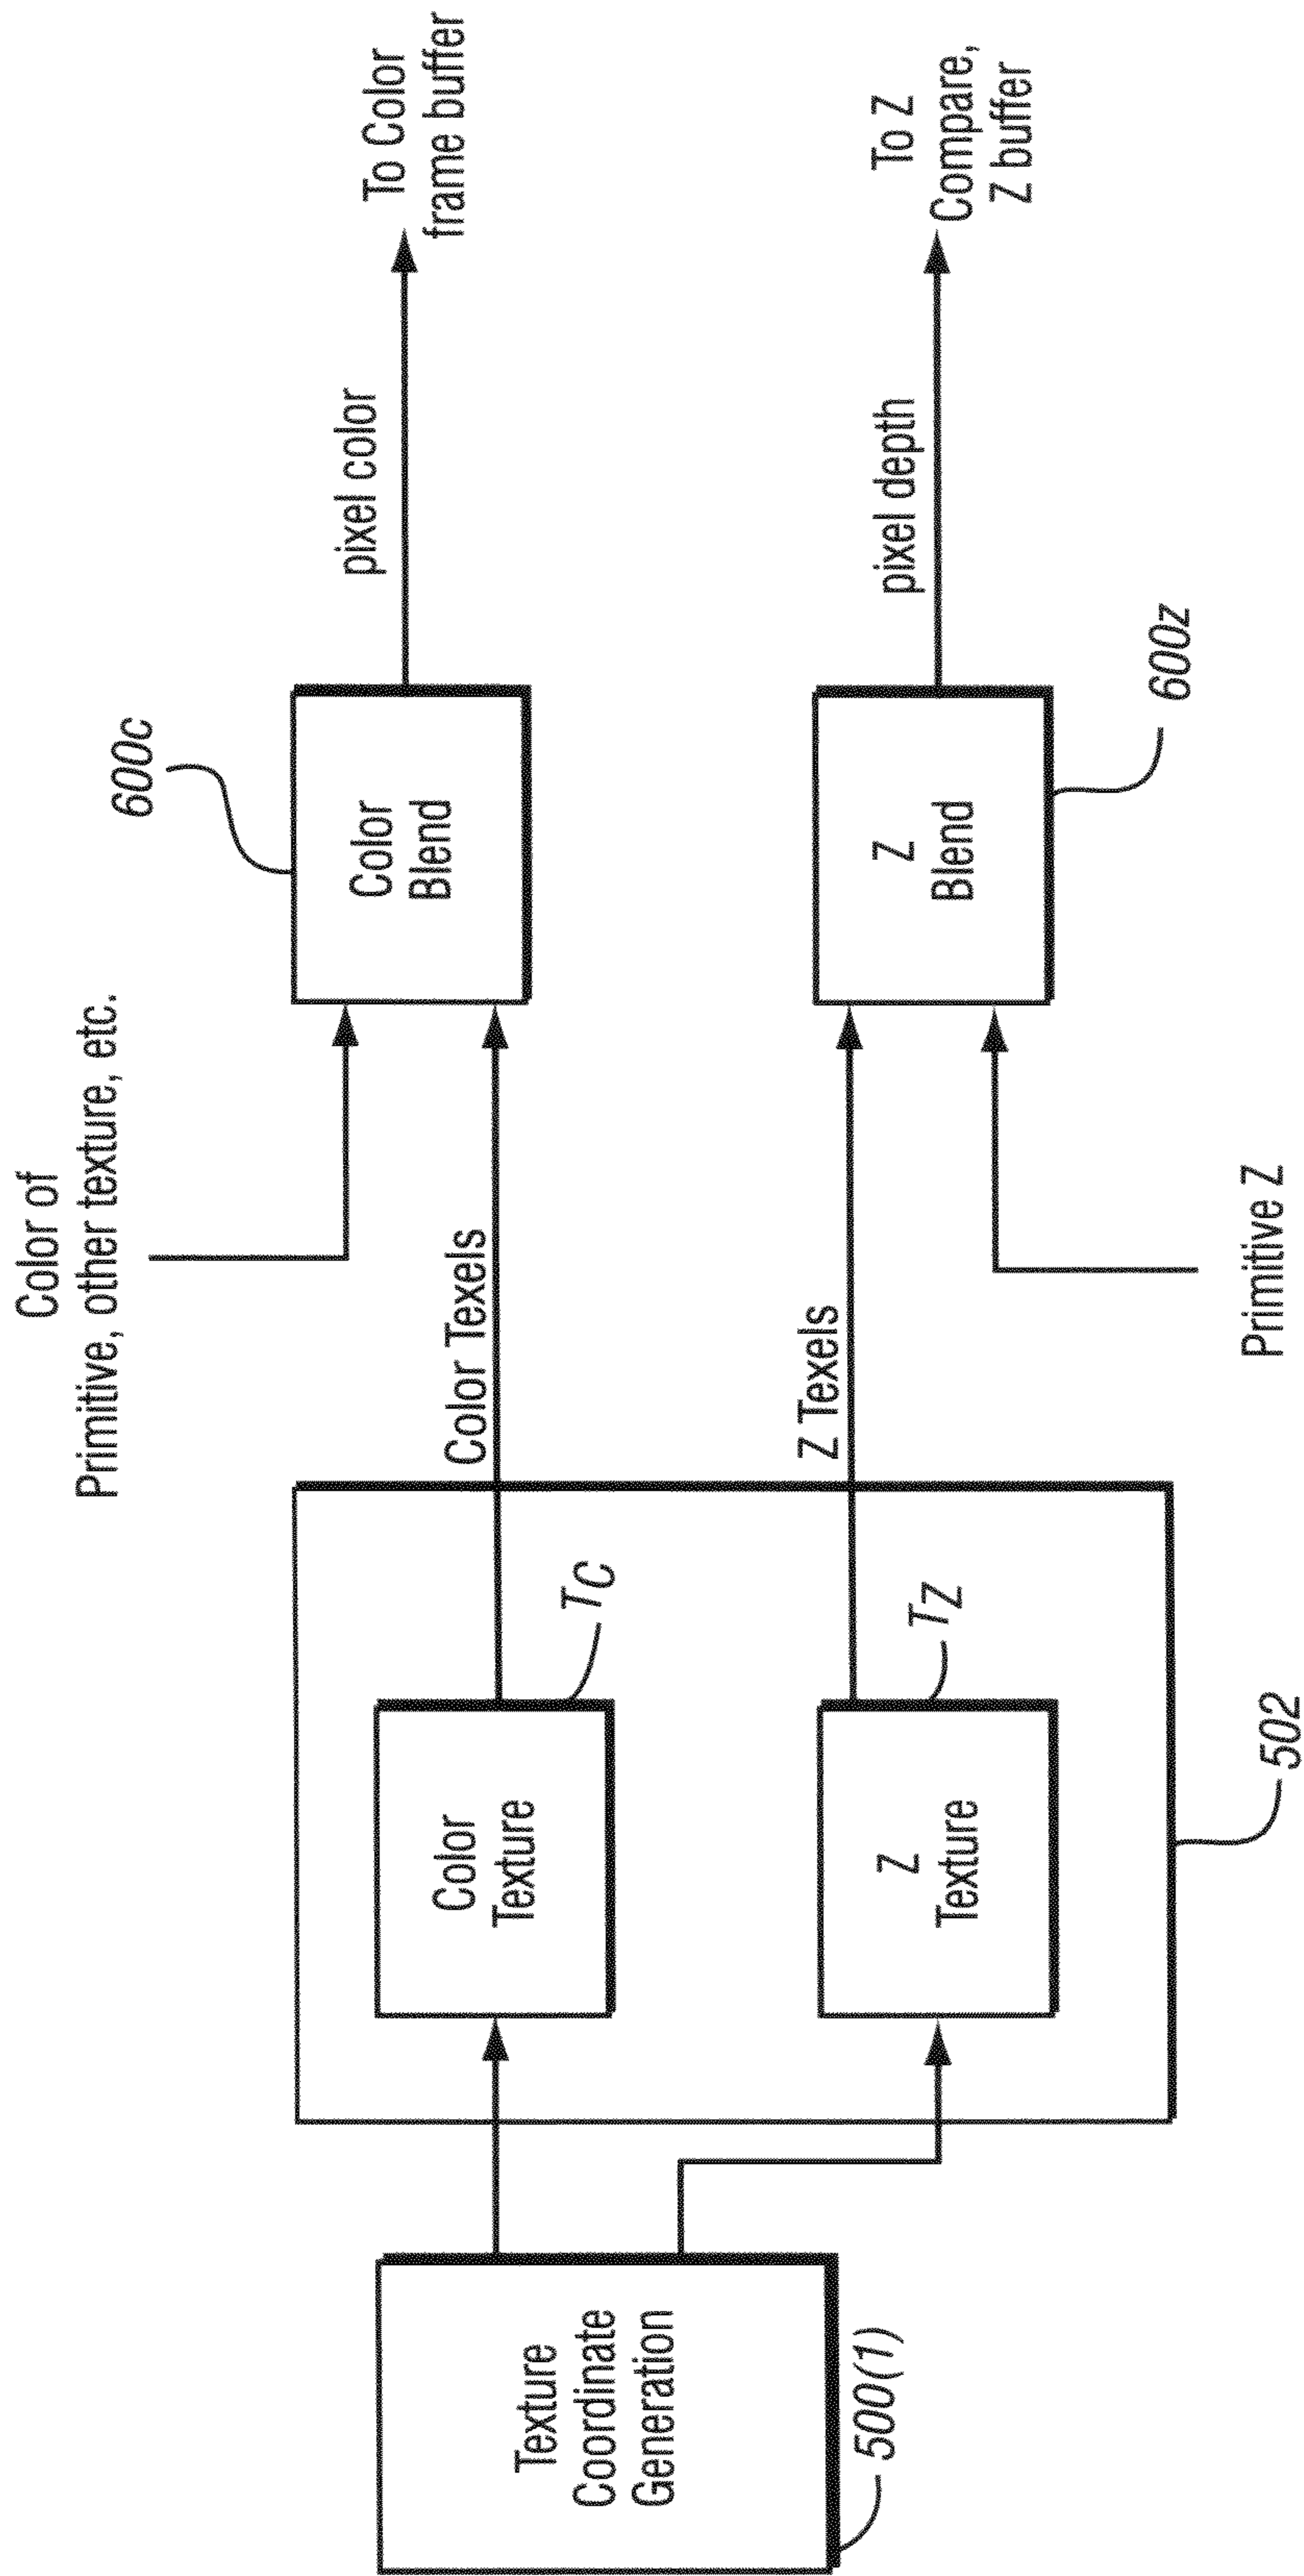 Texture
Coordinate
Generation
500(1)
Color
Texture
TC
Z
Texture
TZ
502
Color Texels
Z Texels
Color of
Primitive, other texture, etc.
Primitive Z
Color
Blend
600c
Z
Blend
600z
pixel color
pixel depth
To Color
frame buffer
To Z
Compare,
Z buffer